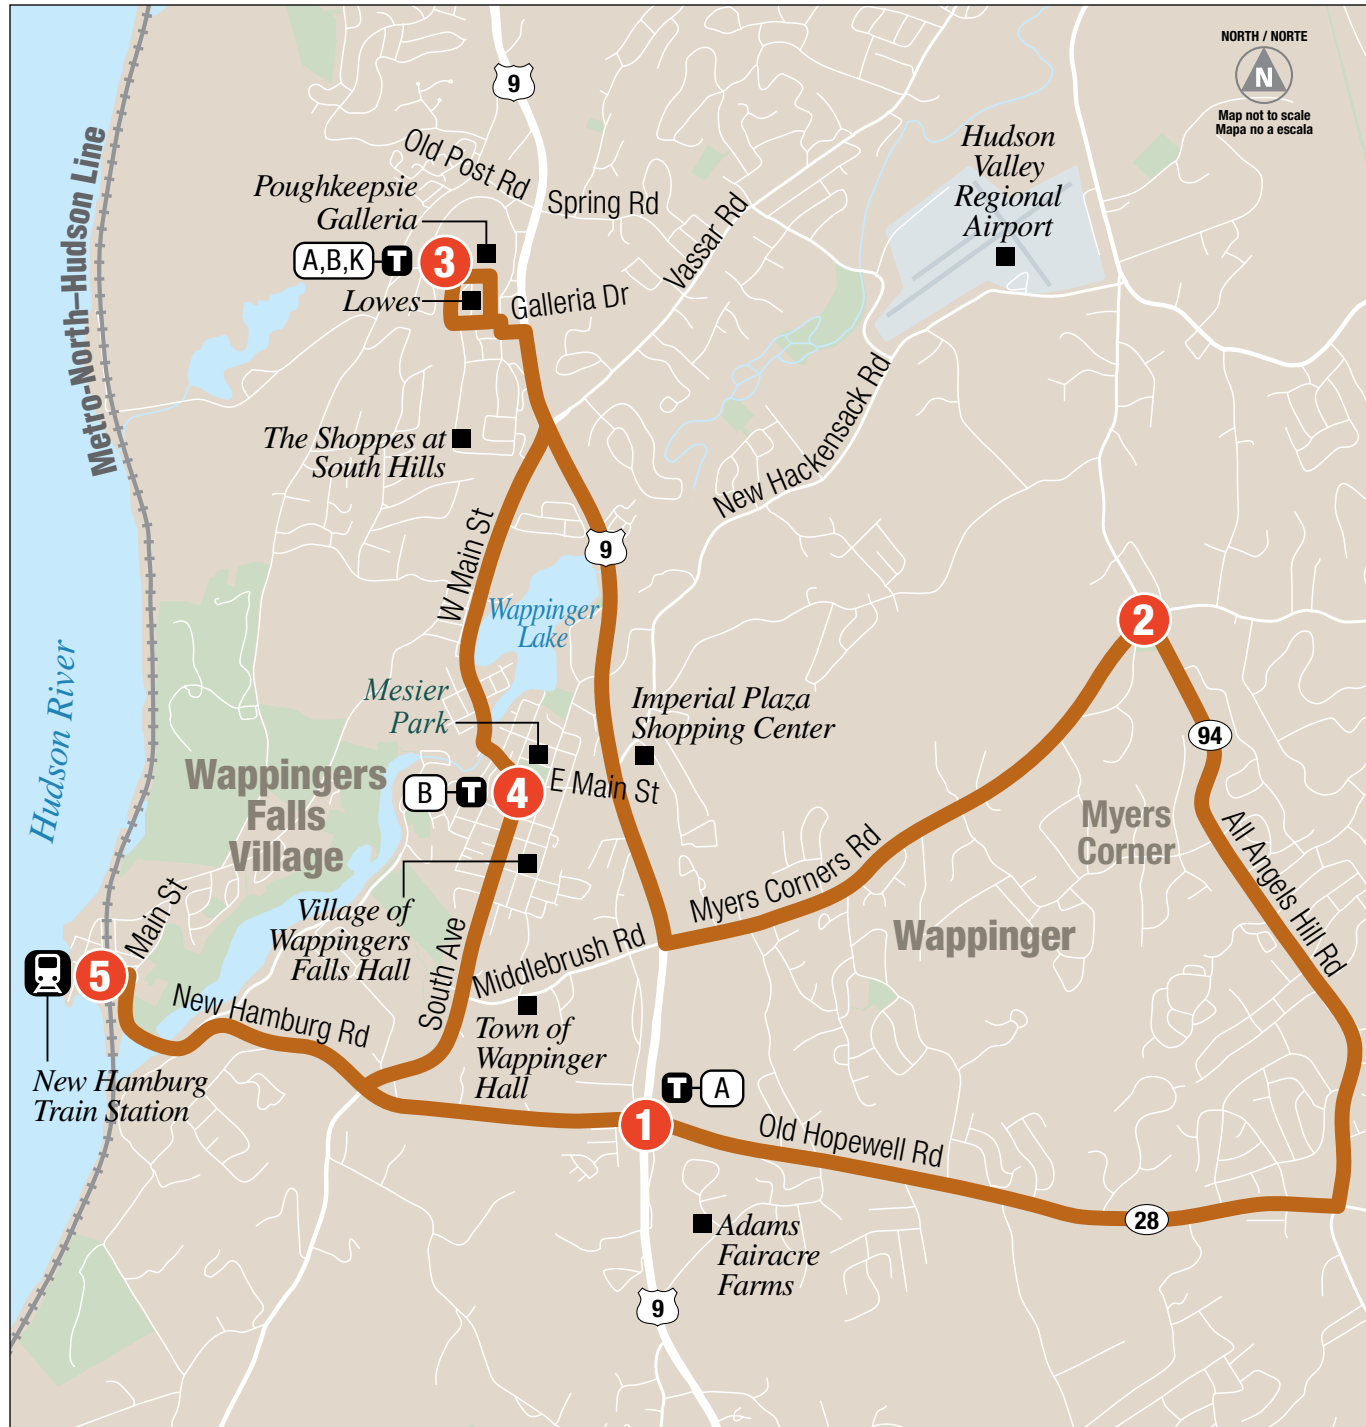 NORTH / NORTE
N
Map not to scale
Mapa no a escala
9
Old Post Rd
Spring Rd
Hudson
Valley
Regional
Airport
Metro-North–Hudson Line
Poughkeepsie
Galleria
A,B,K
T
3
Lowes
Galleria Dr
Vassar Rd
New Hackensack Rd
The Shoppes at
South Hills
W Main St
9
Wappinger
Lake
2
Hudson River
Mesier
Park
Imperial Plaza
Shopping Center
94
Wappingers
Falls
Village
B
T
4
E Main St
Myers
Corner
All Angels Hill Rd
Myers Corners Rd
Wappinger
Village of
Wappingers
Falls Hall
Main St
South Ave
Middlebrush Rd
5
New Hamburg Rd
Town of
Wappinger
Hall
New Hamburg
Train Station
T
A
1
Old Hopewell Rd
28
Adams
Fairacre
Farms
9